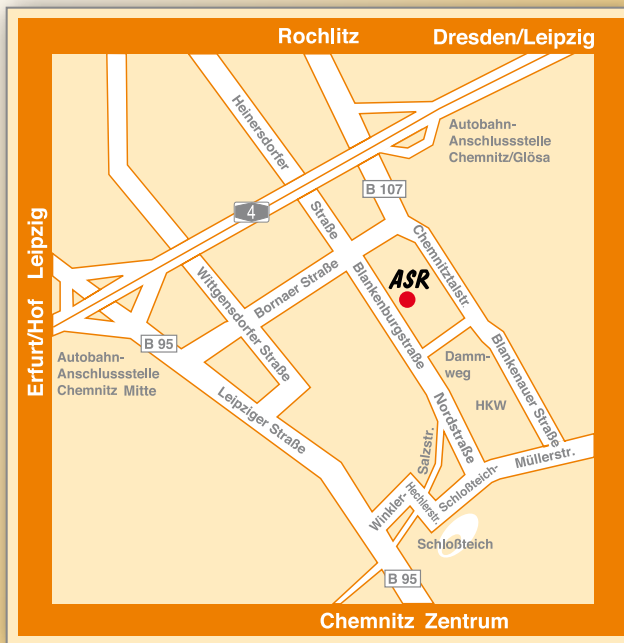 Rochlitz
Dresden/Leipzig
Erfurt/Hof Leipzig
Heinersdorfer
Straße
Autobahn-
Anschlussstelle
Chemnitz/Glösa
B 107
4
Chemnitztalstr.
Wittgensdorfer Straße
Bornaer Straße
ASR
Blankenburgstraße
B 95
Autobahn-
Anschlussstelle
Chemnitz Mitte
Damm-
weg
Blankenauer Straße
HKW
Leipziger Straße
Nordstraße
Salzstr.
Müllerstr.
Schloßteich-
Hechlerstr.
Winkler-
Schloßteich
B 95
Chemnitz Zentrum